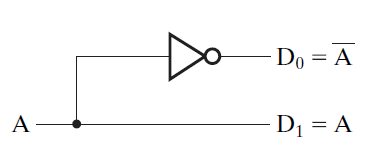 D₀ = A̅
A
D₁ = A